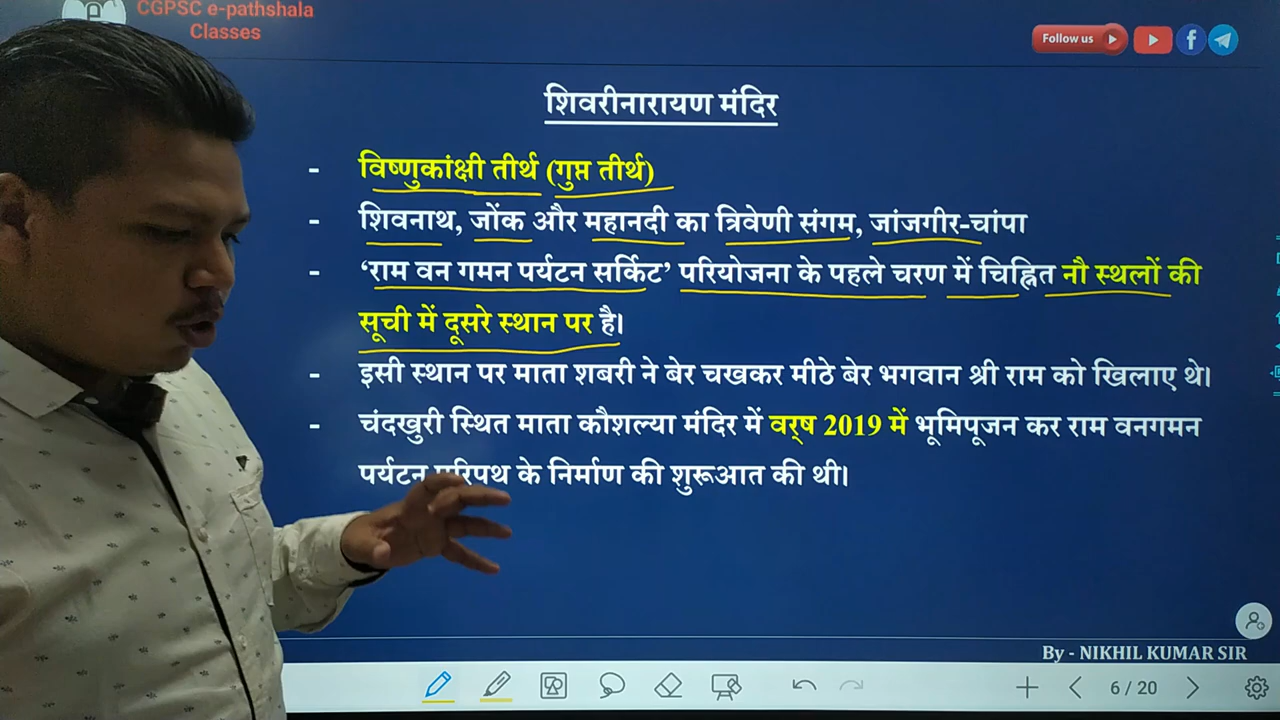 CGPSC e-pathshala
Classes
Follow us
शिवरीनारायण मंदिर
- विष्णुकांक्षी तीर्थ (गुप्त तीर्थ)
- शिवनाथ, जोंक और महानदी का त्रिवेणी संगम, जांजगीर-चांपा
- ‘राम वन गमन पर्यटन सर्किट’ परियोजना के पहले चरण में चिह्नित नौ स्थलों की
सूची में दूसरे स्थान पर है।
- इसी स्थान पर माता शबरी ने बेर चखकर मीठे बेर भगवान श्री राम को खिलाए थे।
- चंदखुरी स्थित माता कौशल्या मंदिर में वर्ष 2019 में भूमिपूजन कर राम वनगमन
पर्यटन परिपथ के निर्माण की शुरूआत की थी।
By - NIKHIL KUMAR SIR
6 / 20